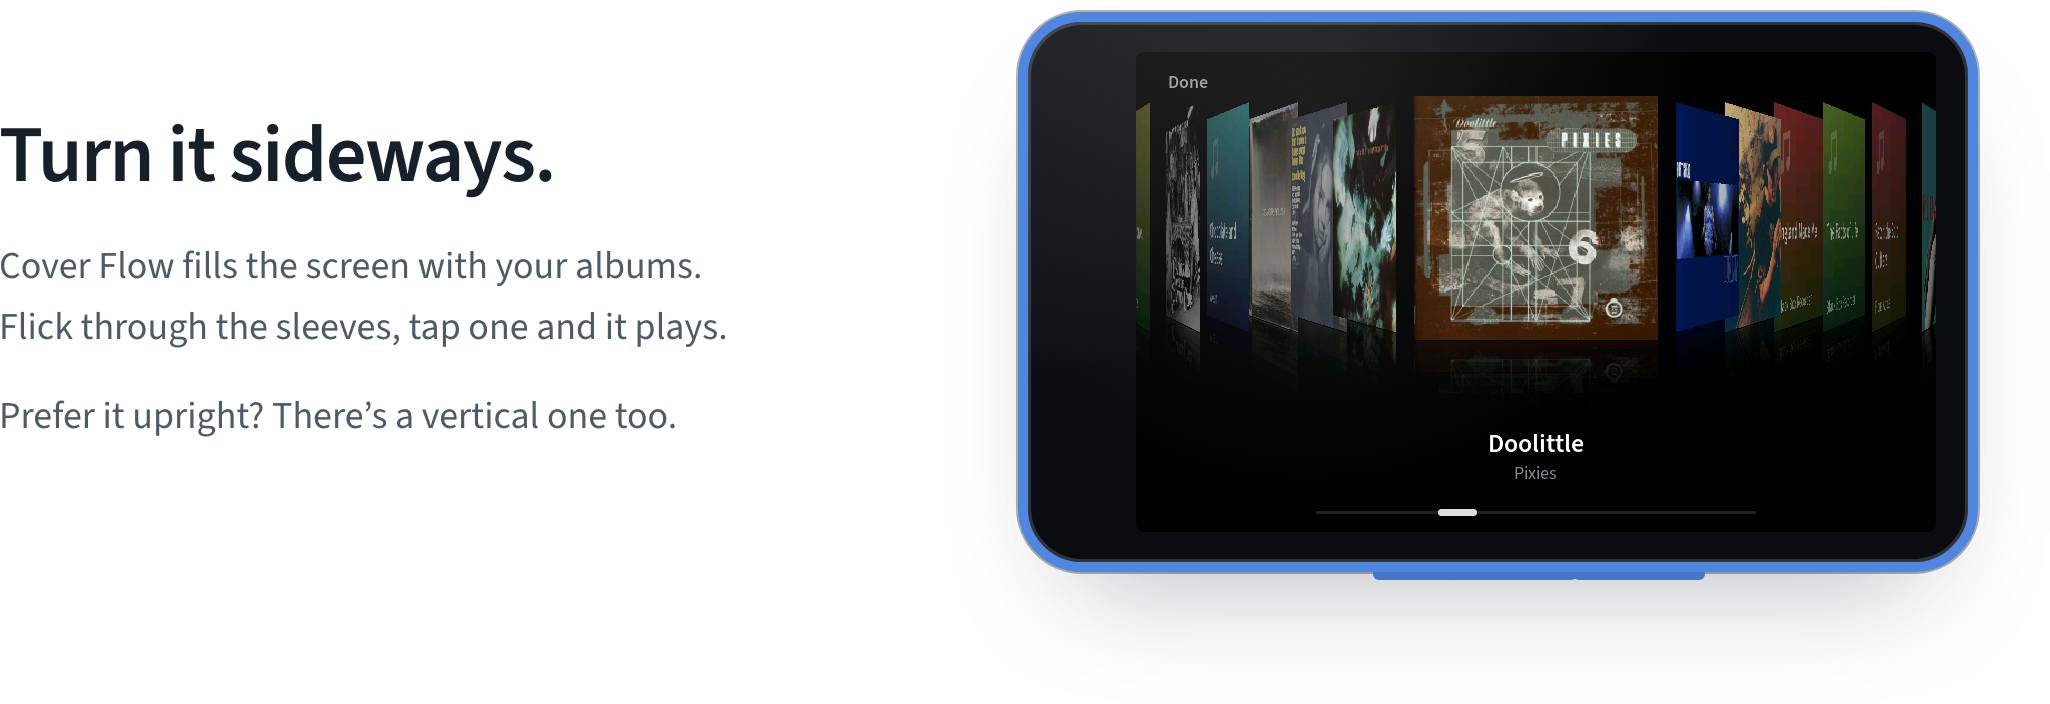 Turn it sideways.
Cover Flow fills the screen with your albums.
Flick through the sleeves, tap one and it plays.
Prefer it upright? There’s a vertical one too.
Done
Doolittle
PIXIES
6
Doolittle
Pixies